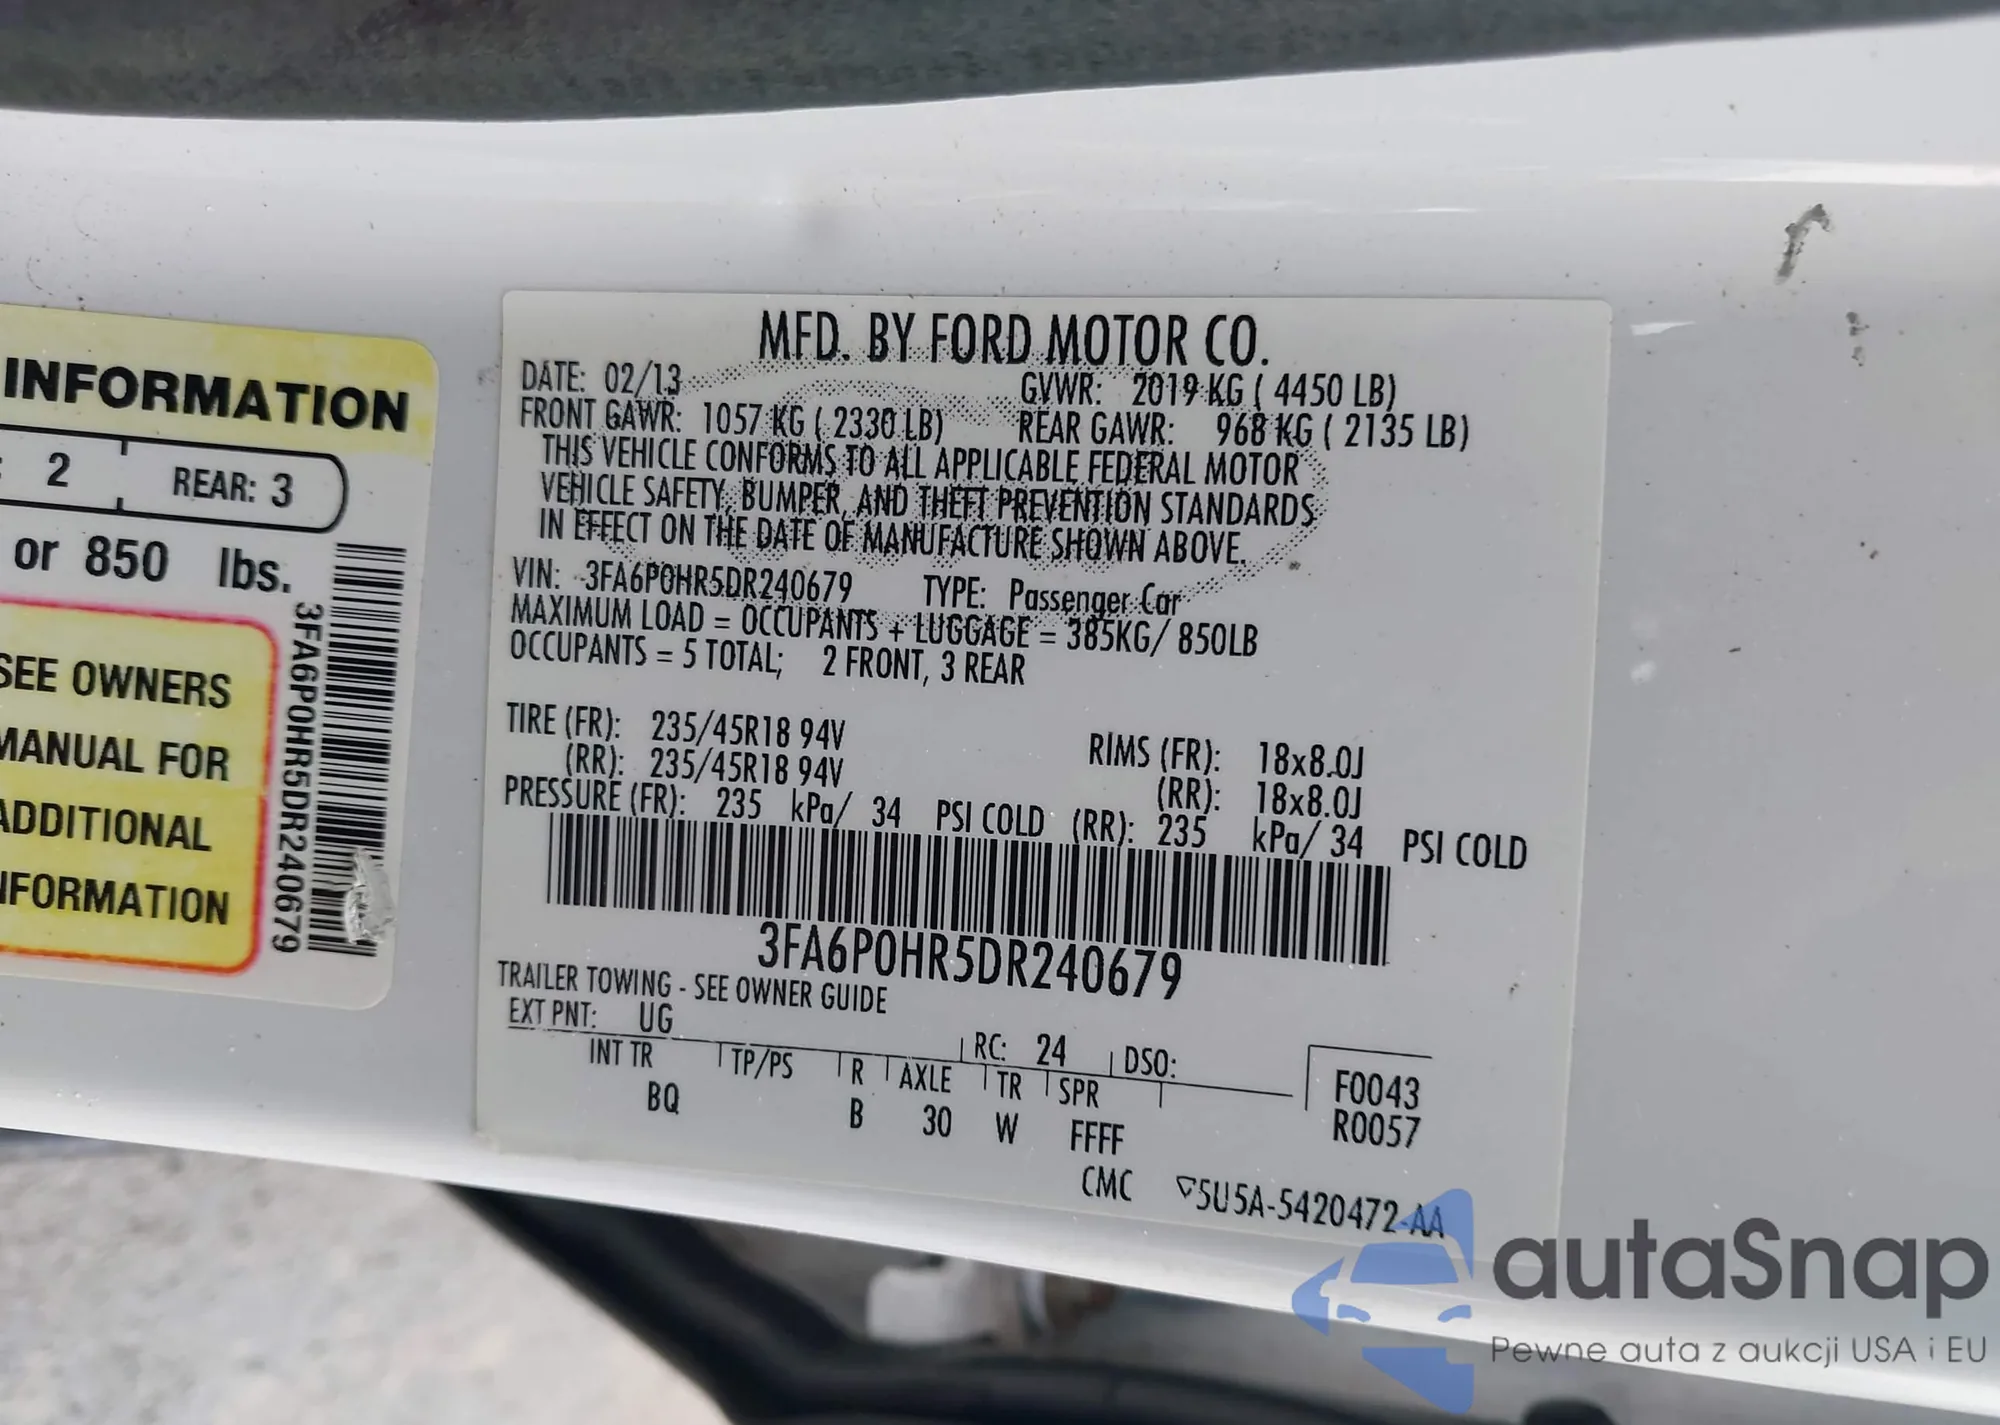 INFORMATION
2 REAR: 3
or 850 lbs.
SEE OWNERS
MANUAL FOR
ADDITIONAL
INFORMATION
3FA6P0HR5DR240679
MFD. BY FORD MOTOR CO.
DATE: 02/13 GVWR: 2019 KG ( 4450 LB)
FRONT GAWR: 1057 KG ( 2330 LB) REAR GAWR: 968 KG ( 2135 LB)
THIS VEHICLE CONFORMS TO ALL APPLICABLE FEDERAL MOTOR
VEHICLE SAFETY, BUMPER, AND THEFT PREVENTION STANDARDS
IN EFFECT ON THE DATE OF MANUFACTURE SHOWN ABOVE.
VIN: 3FA6P0HR5DR240679 TYPE: Passenger Car
MAXIMUM LOAD = OCCUPANTS + LUGGAGE = 385KG/ 850LB
OCCUPANTS = 5 TOTAL; 2 FRONT, 3 REAR
TIRE (FR): 235/45R18 94V RIMS (FR): 18x8.0J
(RR): 235/45R18 94V (RR): 18x8.0J
PRESSURE (FR): 235 kPa/ 34 PSI COLD (RR): 235 kPa/ 34 PSI COLD
3FA6P0HR5DR240679
TRAILER TOWING - SEE OWNER GUIDE
EXT PNT: UG RC: 24 DSO:
INT TR TP/PS R AXLE TR SPR F0043
BQ B 30 W FFFF R0057
CMC 5U5A-5420472-AA
autaSnap
Pewne auta z aukcji USA i EU